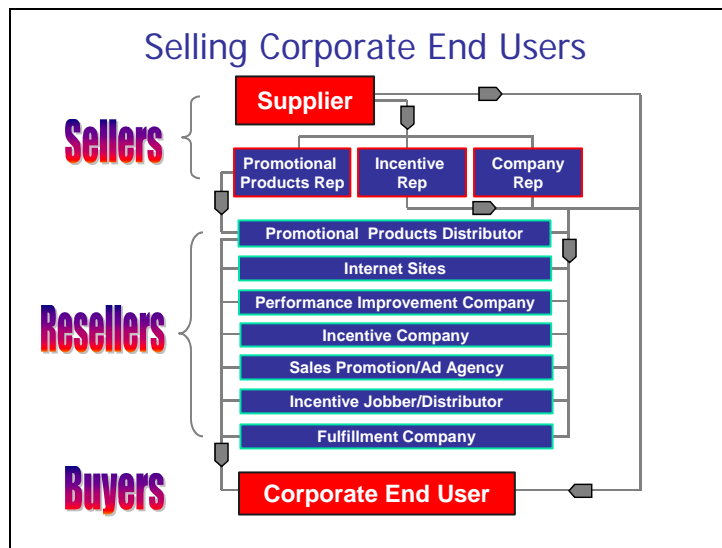 Selling Corporate End Users
Sellers
Supplier
Promotional
Products Rep
Incentive
Rep
Company
Rep
Resellers
Promotional Products Distributor
Internet Sites
Performance Improvement Company
Incentive Company
Sales Promotion/Ad Agency
Incentive Jobber/Distributor
Fulfillment Company
Buyers
Corporate End User